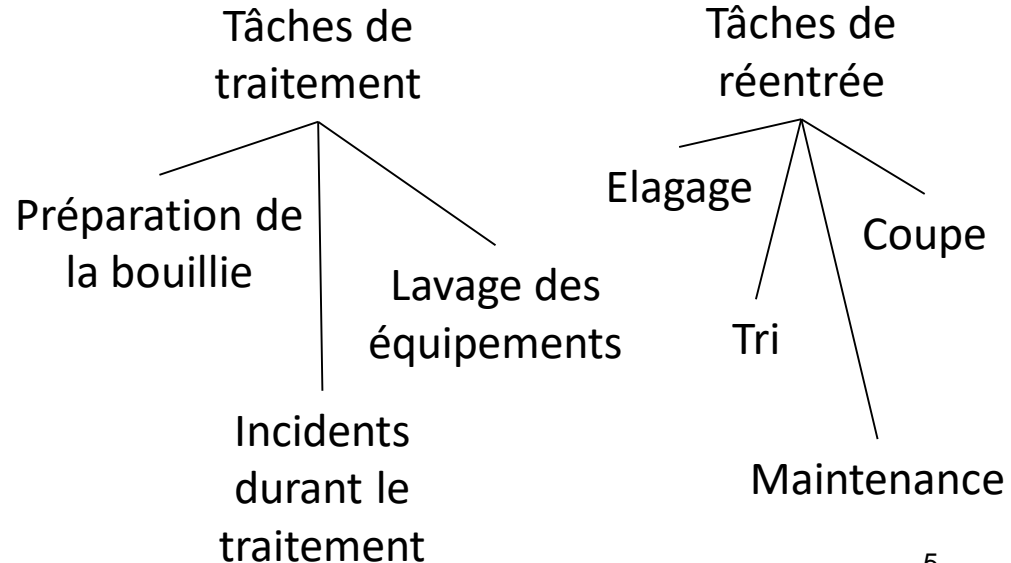 Tâches de
traitement
Préparation de
la bouillie
Lavage des
équipements
Incidents
durant le
traitement
Tâches de
réentrée
Elagage
Coupe
Tri
Maintenance
5